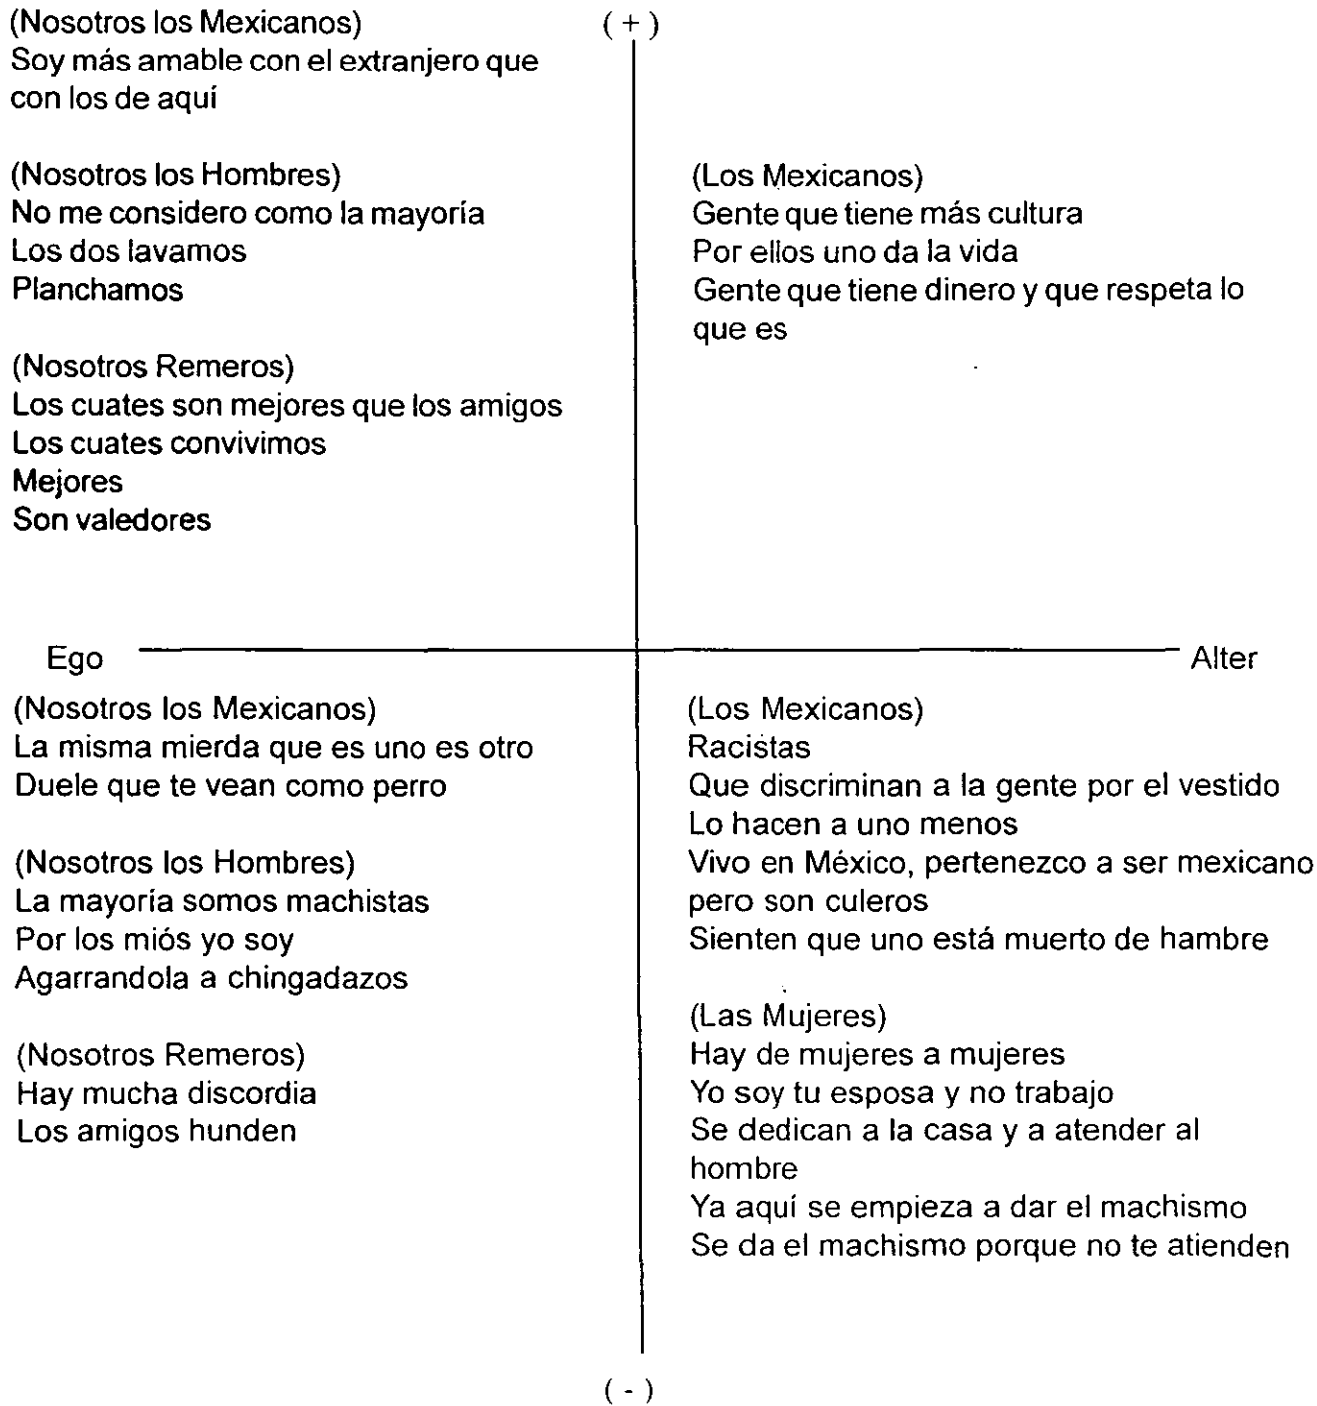 ( + )
(Nosotros los Mexicanos)
Soy más amable con el extranjero que
con los de aquí
(Nosotros los Hombres)
No me considero como la mayoría
Los dos lavamos
Planchamos
(Nosotros Remeros)
Los cuates son mejores que los amigos
Los cuates convivimos
Mejores
Son valedores
(Los Mexicanos)
Gente que tiene más cultura
Por ellos uno da la vida
Gente que tiene dinero y que respeta lo
que es
Ego
Alter
(Nosotros los Mexicanos)
La misma mierda que es uno es otro
Duele que te vean como perro
(Nosotros los Hombres)
La mayoría somos machistas
Por los miós yo soy
Agarrandola a chingadazos
(Nosotros Remeros)
Hay mucha discordia
Los amigos hunden
(Los Mexicanos)
Racistas
Que discriminan a la gente por el vestido
Lo hacen a uno menos
Vivo en México, pertenezco a ser mexicano
pero son culeros
Sienten que uno está muerto de hambre
(Las Mujeres)
Hay de mujeres a mujeres
Yo soy tu esposa y no trabajo
Se dedican a la casa y a atender al
hombre
Ya aquí se empieza a dar el machismo
Se da el machismo porque no te atienden
( - )